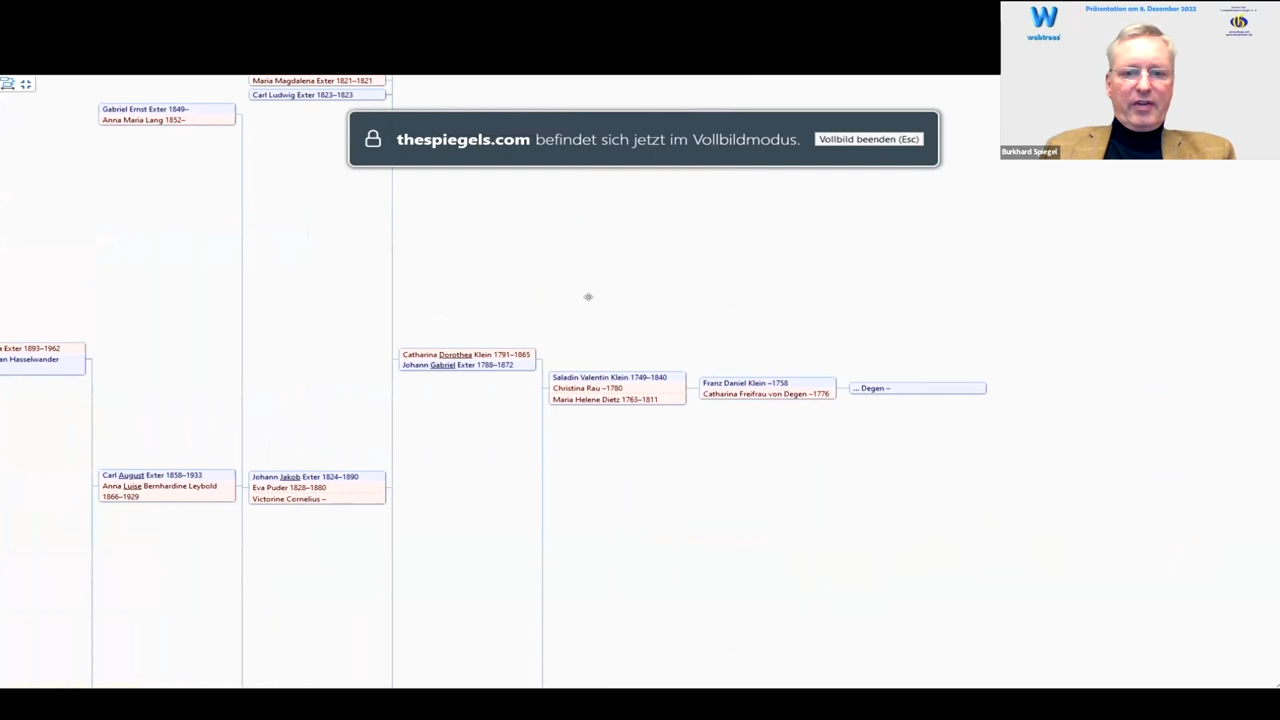 Präsentation am 8. Dezember 2022
webtrees
Maria Magdalena Exter 1821–1821
Carl Ludwig Exter 1823–1823
Gabriel Ernst Exter 1849–
Anna Maria Lang 1852–
thespiegels.com befindet sich jetzt im Vollbildmodus. Vollbild beenden (Esc)
Burkhard Spiegel
a Exter 1893–1962
an Hasselwander
Catharina Dorothea Klein 1791–1865
Johann Gabriel Exter 1788–1872
Saladin Valentin Klein 1749–1840
Christina Rau –1780
Maria Helene Dietz 1763–1811
Franz Daniel Klein –1758
Catharina Freifrau von Degen –1776
... Degen –
Carl August Exter 1858–1933
Anna Luise Bernhardine Leybold
1866–1929
Johann Jakob Exter 1824–1890
Eva Puder 1828–1880
Victorine Cornelius –